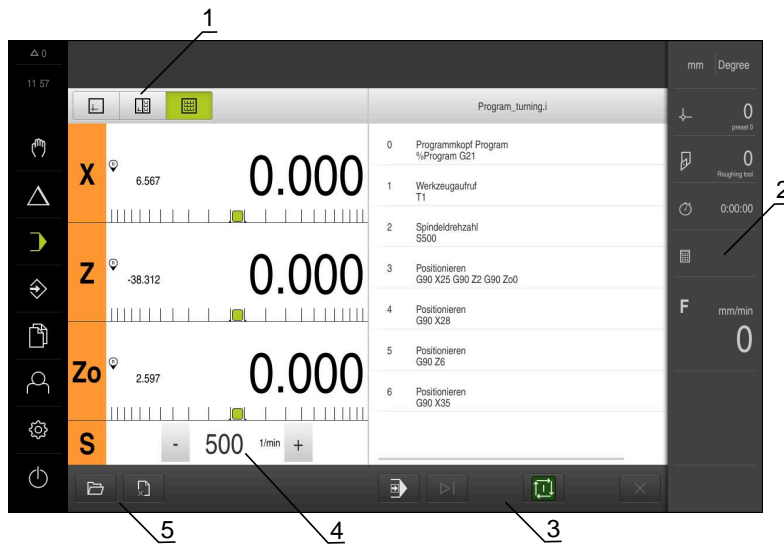 1
0
11 57
mm Degree
Program_turning.i
0
preset 0
0
Roughing tool
0:00:00
2
F mm/min
0
X R 6.567 0.000
Z R -38.312 0.000
Zo R 2.597 0.000
S - 500 1/min +
0 Programmkopf Program
%Program G21
1 Werkzeugaufruf
T1
2 Spindeldrehzahl
S500
3 Positionieren
G90 X25 G90 Z2 G90 Zo0
4 Positionieren
G90 X28
5 Positionieren
G90 Z6
6 Positionieren
G90 X35
5
4
3